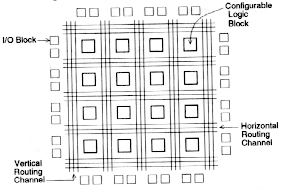 Configurable
Logic
Block
I/O Block
Horizontal
Routing
Channel
Vertical
Routing
Channel